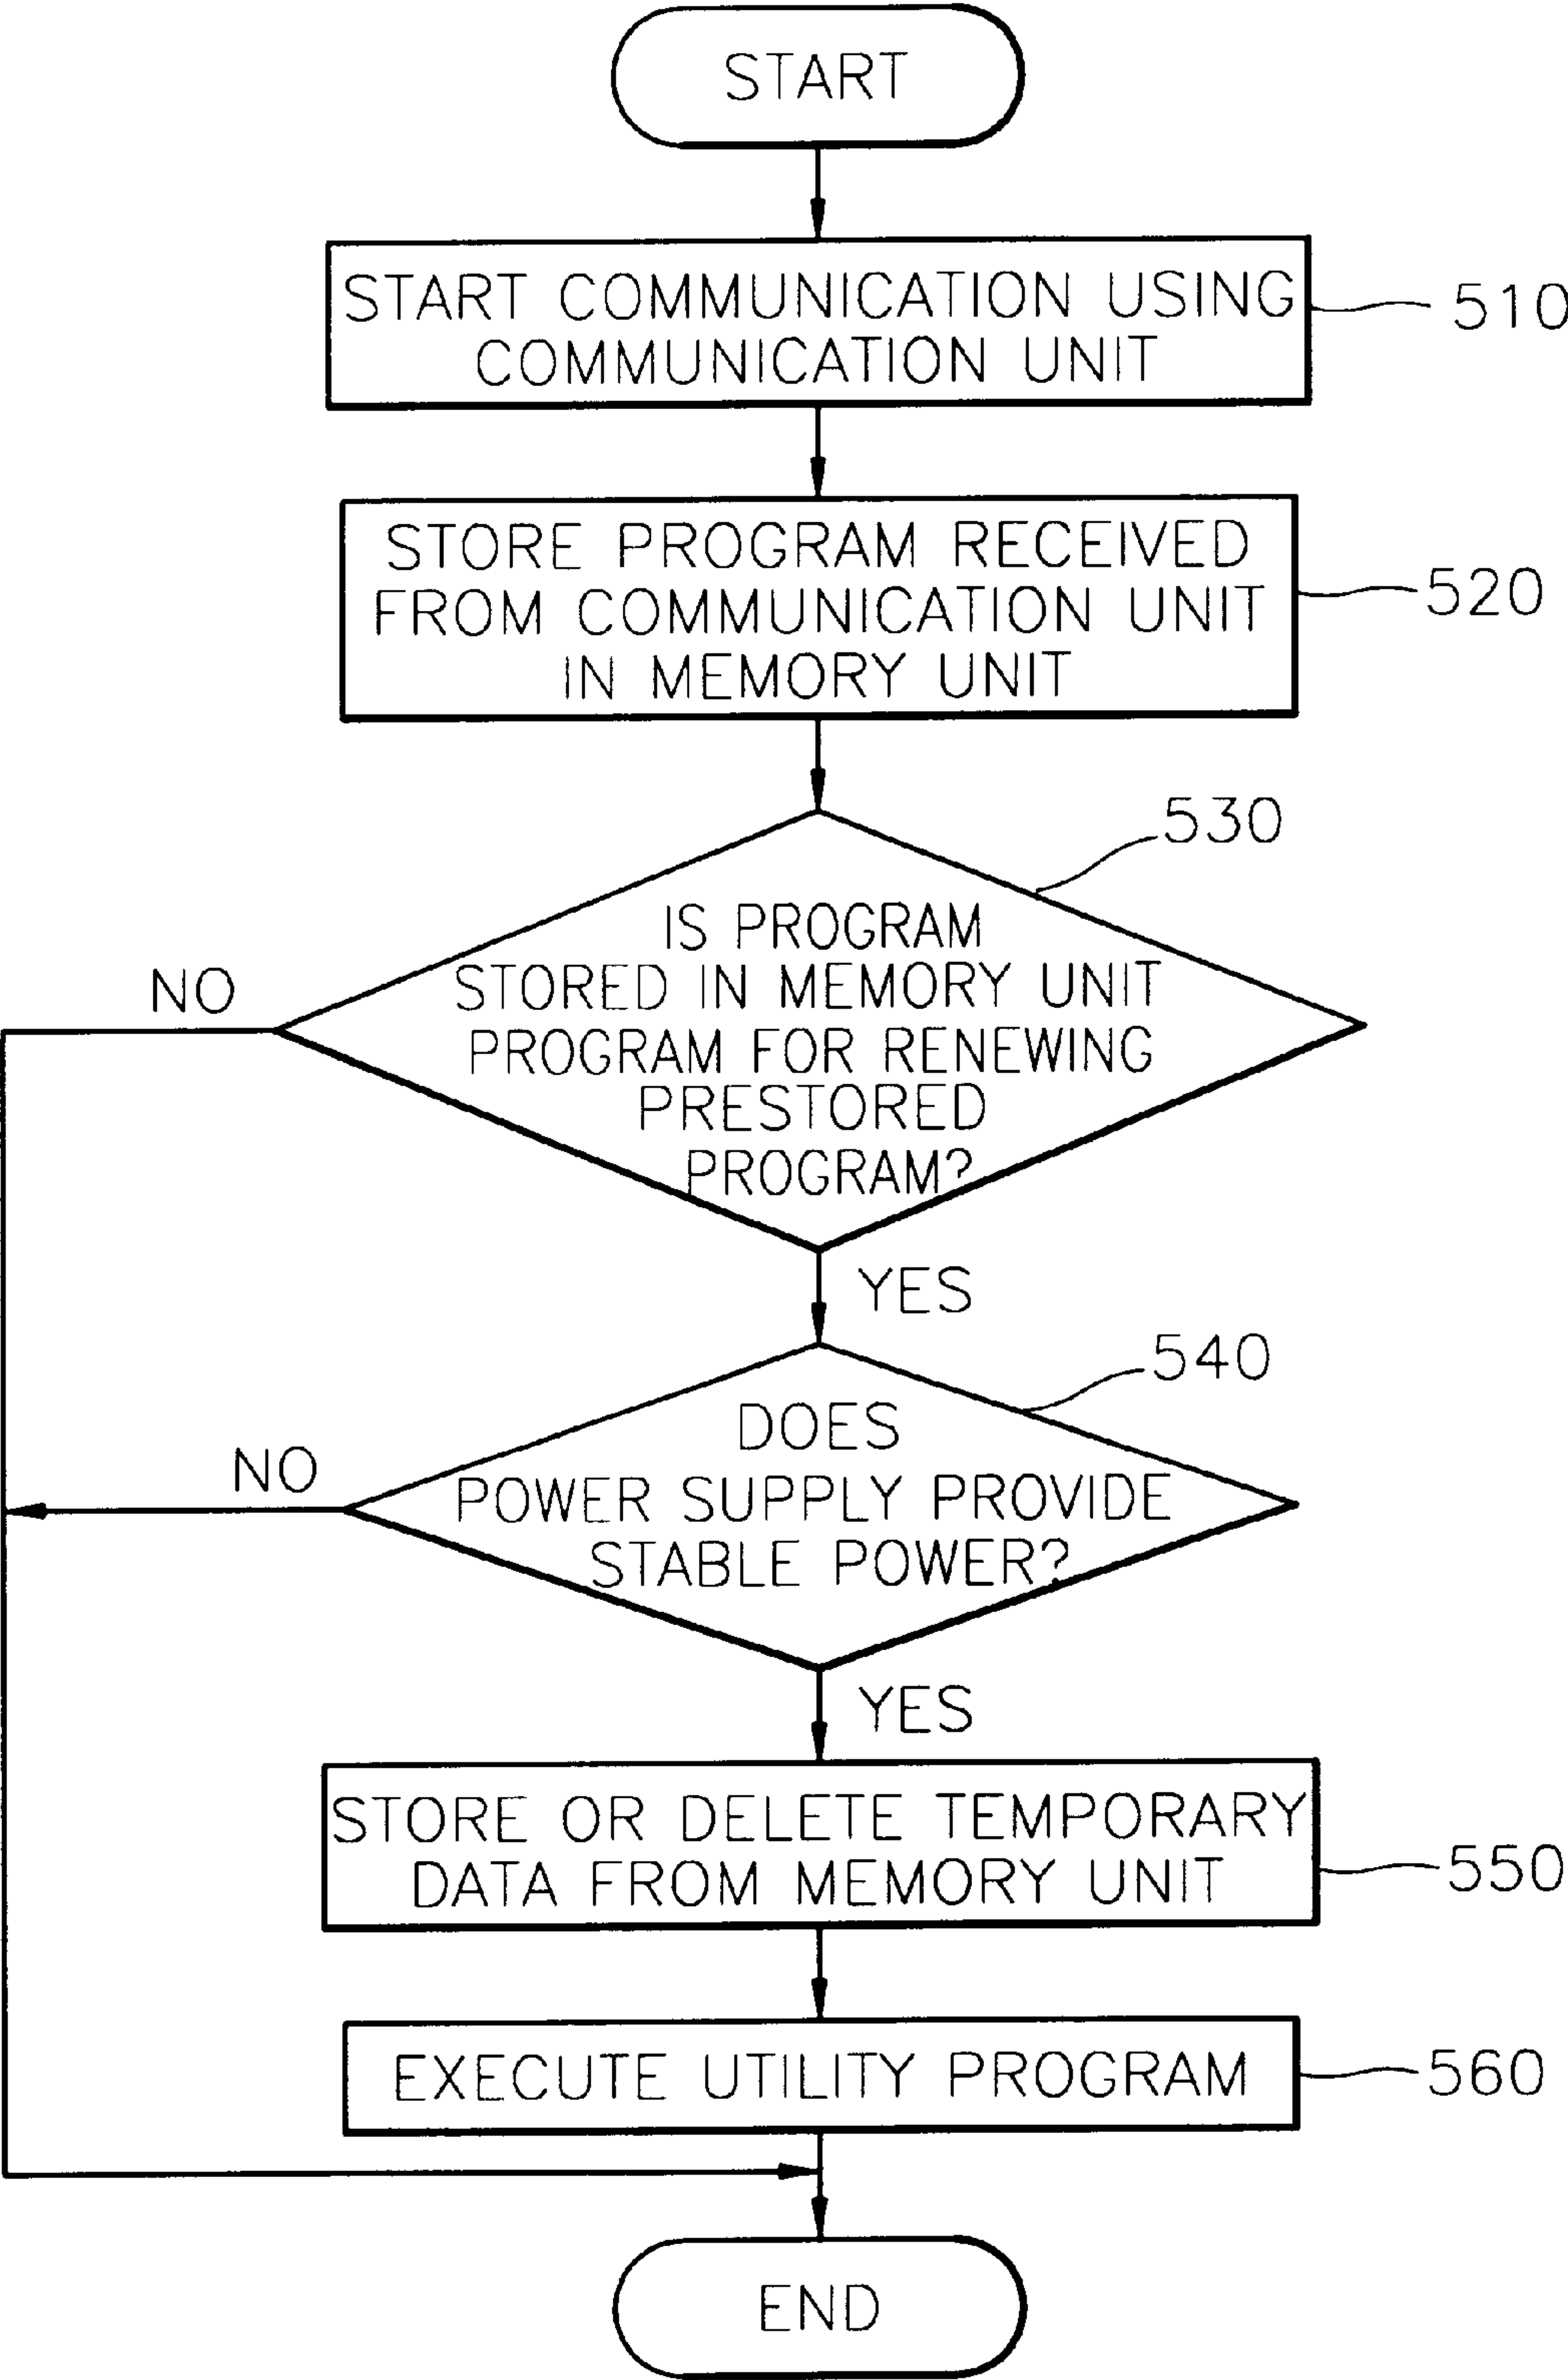 START
START COMMUNICATION USING
COMMUNICATION UNIT
510
STORE PROGRAM RECEIVED
FROM COMMUNICATION UNIT
IN MEMORY UNIT
520
530
IS PROGRAM
STORED IN MEMORY UNIT
PROGRAM FOR RENEWING
PRESTORED
PROGRAM?
NO
YES
540
DOES
POWER SUPPLY PROVIDE
STABLE POWER?
NO
YES
STORE OR DELETE TEMPORARY
DATA FROM MEMORY UNIT
550
EXECUTE UTILITY PROGRAM
560
END